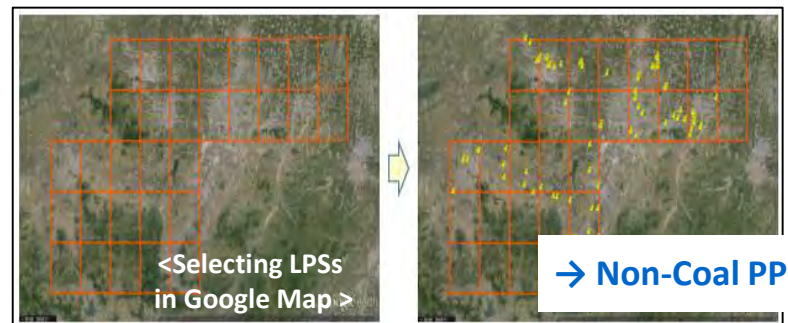 <Selecting LPSs
in Google Map >
→ Non-Coal PP